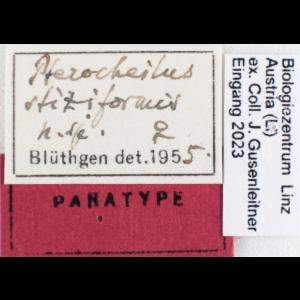 Pterocheilus
stiziformis
n. sp. ♀
Blüthgen det.1955.
PARATYPE
Biologiezentrum Linz
Austria (LI)
ex. Coll. J. Gusenleitner
Eingang 2023